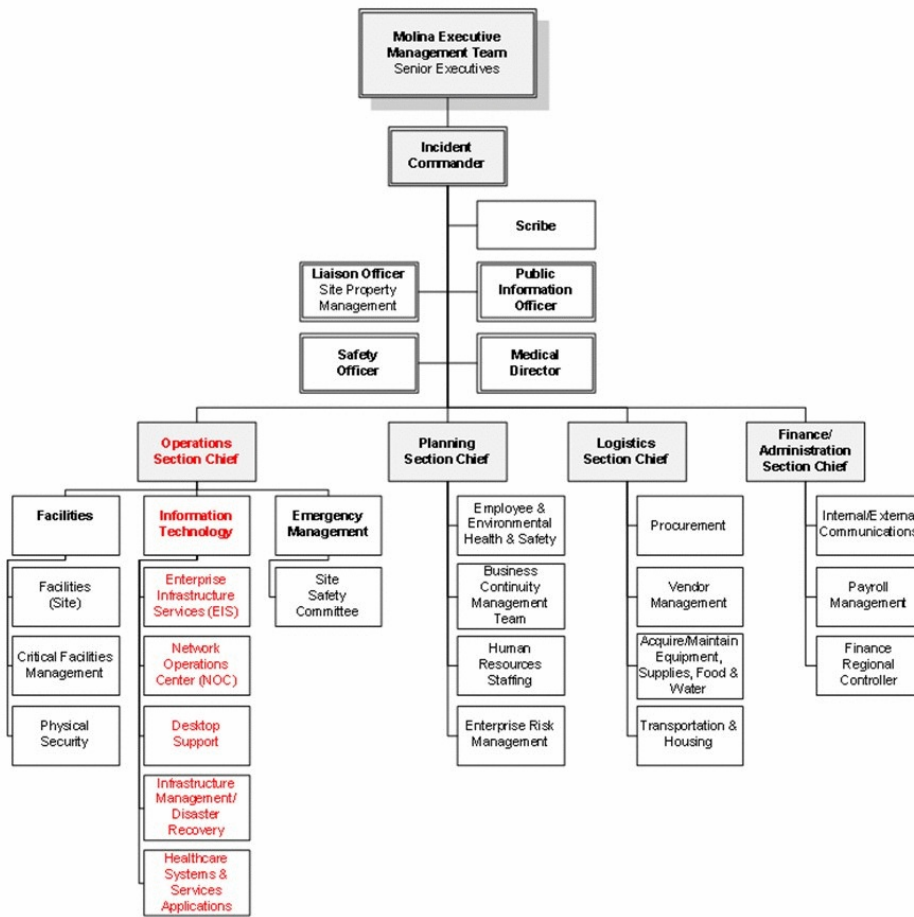 Molina Executive
Management Team
Senior Executives
Incident
Commander
Scribe
Liaison Officer
Site Property
Management
Public
Information
Officer
Safety
Officer
Medical
Director
Operations
Section Chief
Planning
Section Chief
Logistics
Section Chief
Finance/
Administration
Section Chief
Facilities
Information
Technology
Emergency
Management
Facilities
(Site)
Critical Facilities
Management
Physical
Security
Enterprise
Infrastructure
Services (EIS)
Network
Operations
Center (NOC)
Desktop
Support
Infrastructure
Management/
Disaster
Recovery
Healthcare
Systems &
Services
Applications
Site
Safety
Committee
Employee &
Environmental
Health & Safety
Business
Continuity
Management
Team
Human
Resources
Staffing
Enterprise Risk
Management
Procurement
Vendor
Management
Acquire/Maintain
Equipment,
Supplies, Food &
Water
Transportation &
Housing
Internal/External
Communications
Payroll
Management
Finance
Regional
Controller